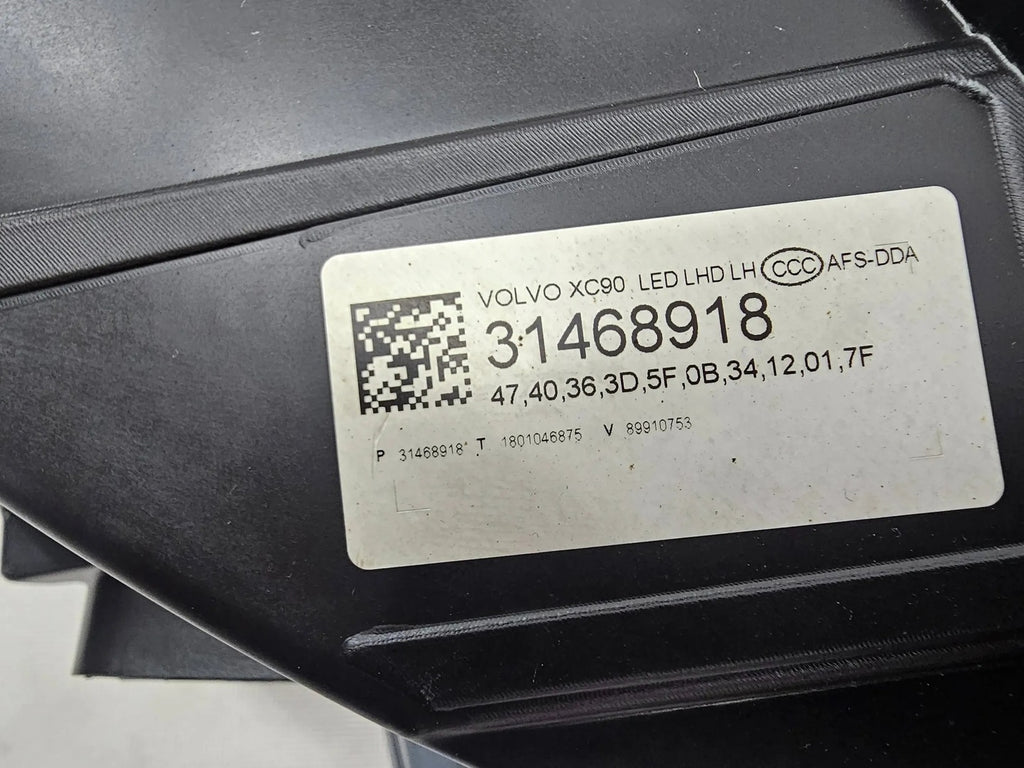 VOLVO XC90 LED LHD LH CCC AFS-DDA
31468918
47,40,36,3D,5F,0B,34,12,01,7F
P 31468918 T 1801046875 V 89910753